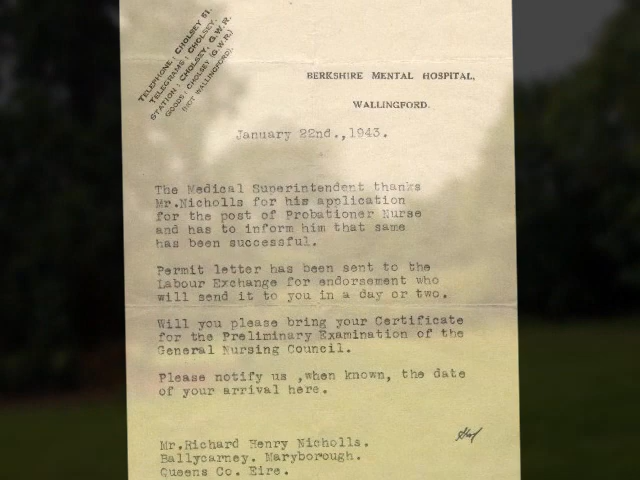 TELEPHONE: CHOLSEY 51.
TELEGRAMS: CHOLSEY.
STATION: CHOLSEY, G.W.R.
GOODS: CHOLSEY (G.W.R.)
(NOT WALLINGFORD).
BERKSHIRE MENTAL HOSPITAL,
WALLINGFORD.
January 22nd.,1943.
The Medical Superintendent thanks
Mr.Nicholls for his application
for the post of Probationer Nurse
and has to inform him that same
has been successful.
Permit letter has been sent to the
Labour Exchange for endorsement who
will send it to you in a day or two.
Will you please bring your Certificate
for the Preliminary Examination of the
General Nursing Council.
Please notify us ,when known, the date
of your arrival here.
Mr.Richard Henry Nicholls.
Ballycarney. Maryborough.
Queens Co. Eire.